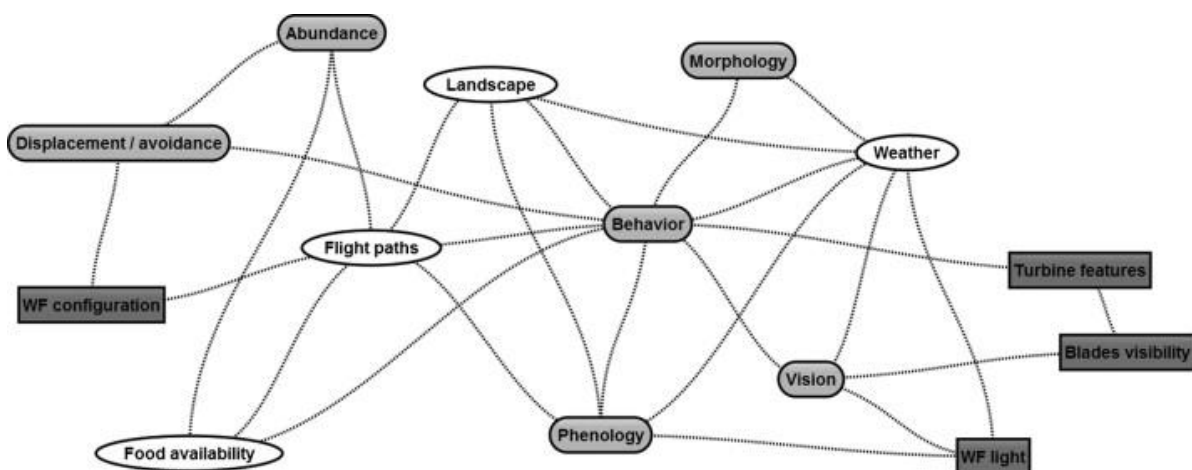 Abundance
Morphology
Landscape
Displacement / avoidance
Weather
Behavior
Flight paths
Turbine features
WF configuration
Blades visibility
Vision
Phenology
Food availability
WF light